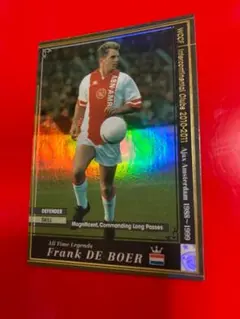 WCCF Intercontinental Clubs 2010-2011
Ajax Amsterdam 1988~1999
DEFENDER
SKILL
Magnificent, Commanding Long Passes
All Time Legends
Frank DE BOER